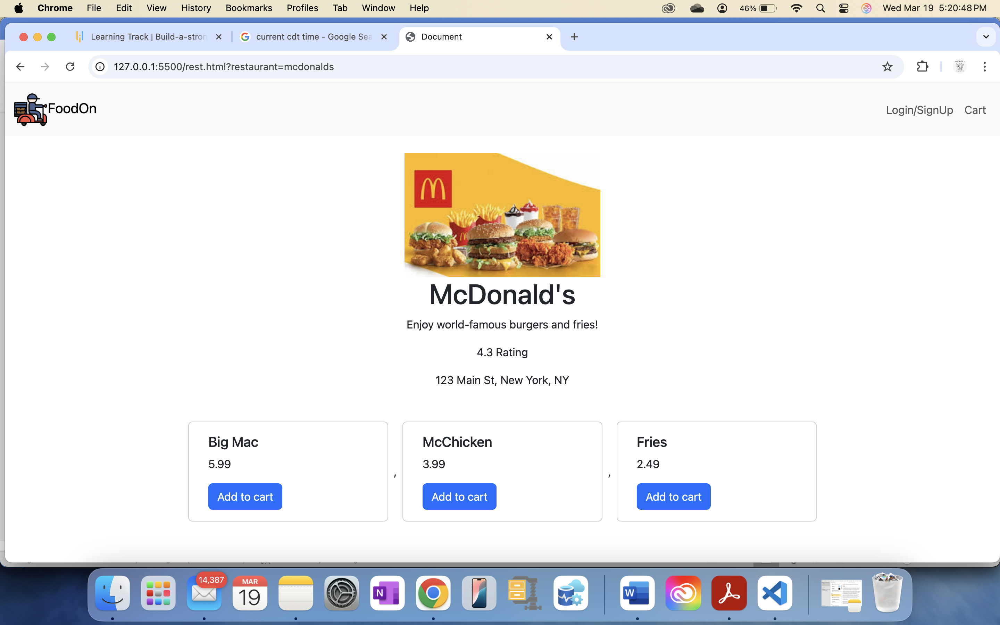 Chrome File Edit View History Bookmarks Profiles Tab Window Help 46% Wed Mar 19 5:20:48 PM
Learning Track | Build-a-stron current cdt time - Google Sea Document
127.0.0.1:5500/rest.html?restaurant=mcdonalds
FoodOn Login/SignUp Cart
McDonald's
Enjoy world-famous burgers and fries!
4.3 Rating
123 Main St, New York, NY
Big Mac McChicken Fries
5.99 3.99 2.49
, ,
Add to cart Add to cart Add to cart
14,387 MAR
19 N W